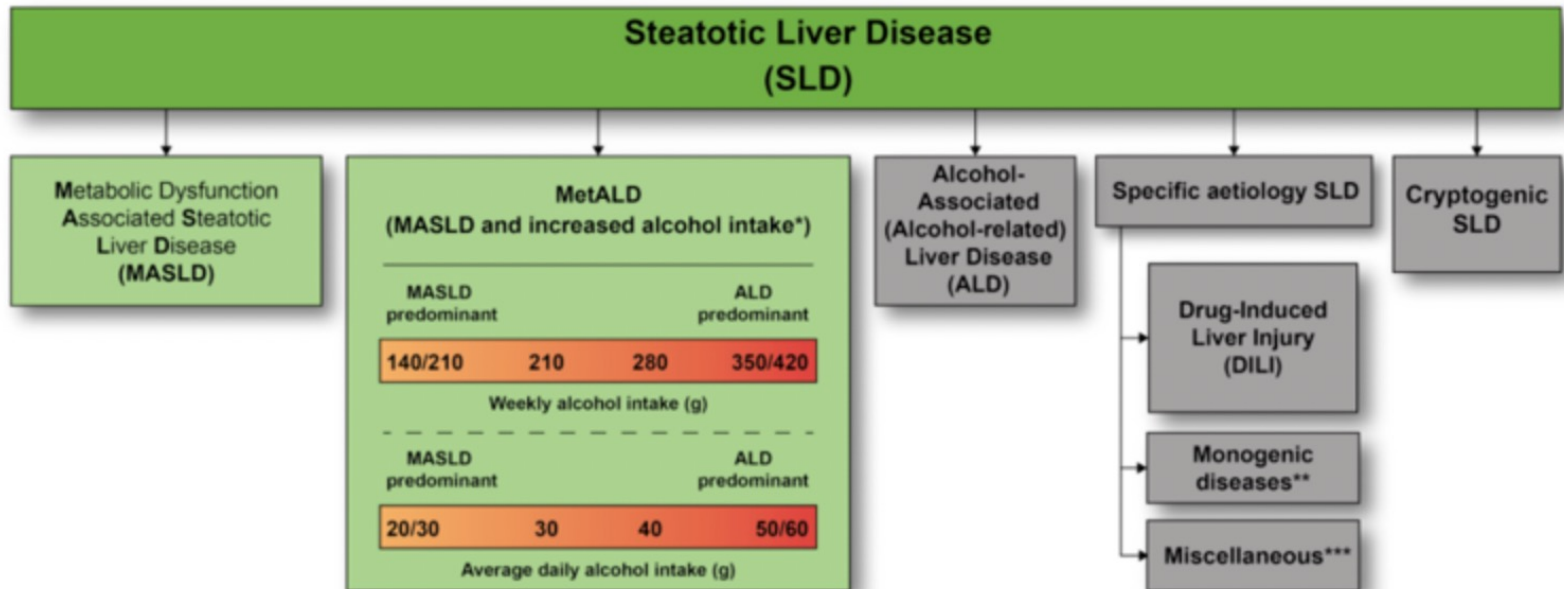 Steatotic Liver Disease
(SLD)
Metabolic Dysfunction
Associated Steatotic
Liver Disease
(MASLD)
MetALD
(MASLD and increased alcohol intake*)
MASLD
predominant
ALD
predominant
140/210 210 280 350/420
Weekly alcohol intake (g)
MASLD
predominant
ALD
predominant
20/30 30 40 50/60
Average daily alcohol intake (g)
Alcohol-
Associated
(Alcohol-related)
Liver Disease
(ALD)
Specific aetiology SLD
Drug-Induced
Liver Injury
(DILI)
Monogenic
diseases**
Miscellaneous***
Cryptogenic
SLD